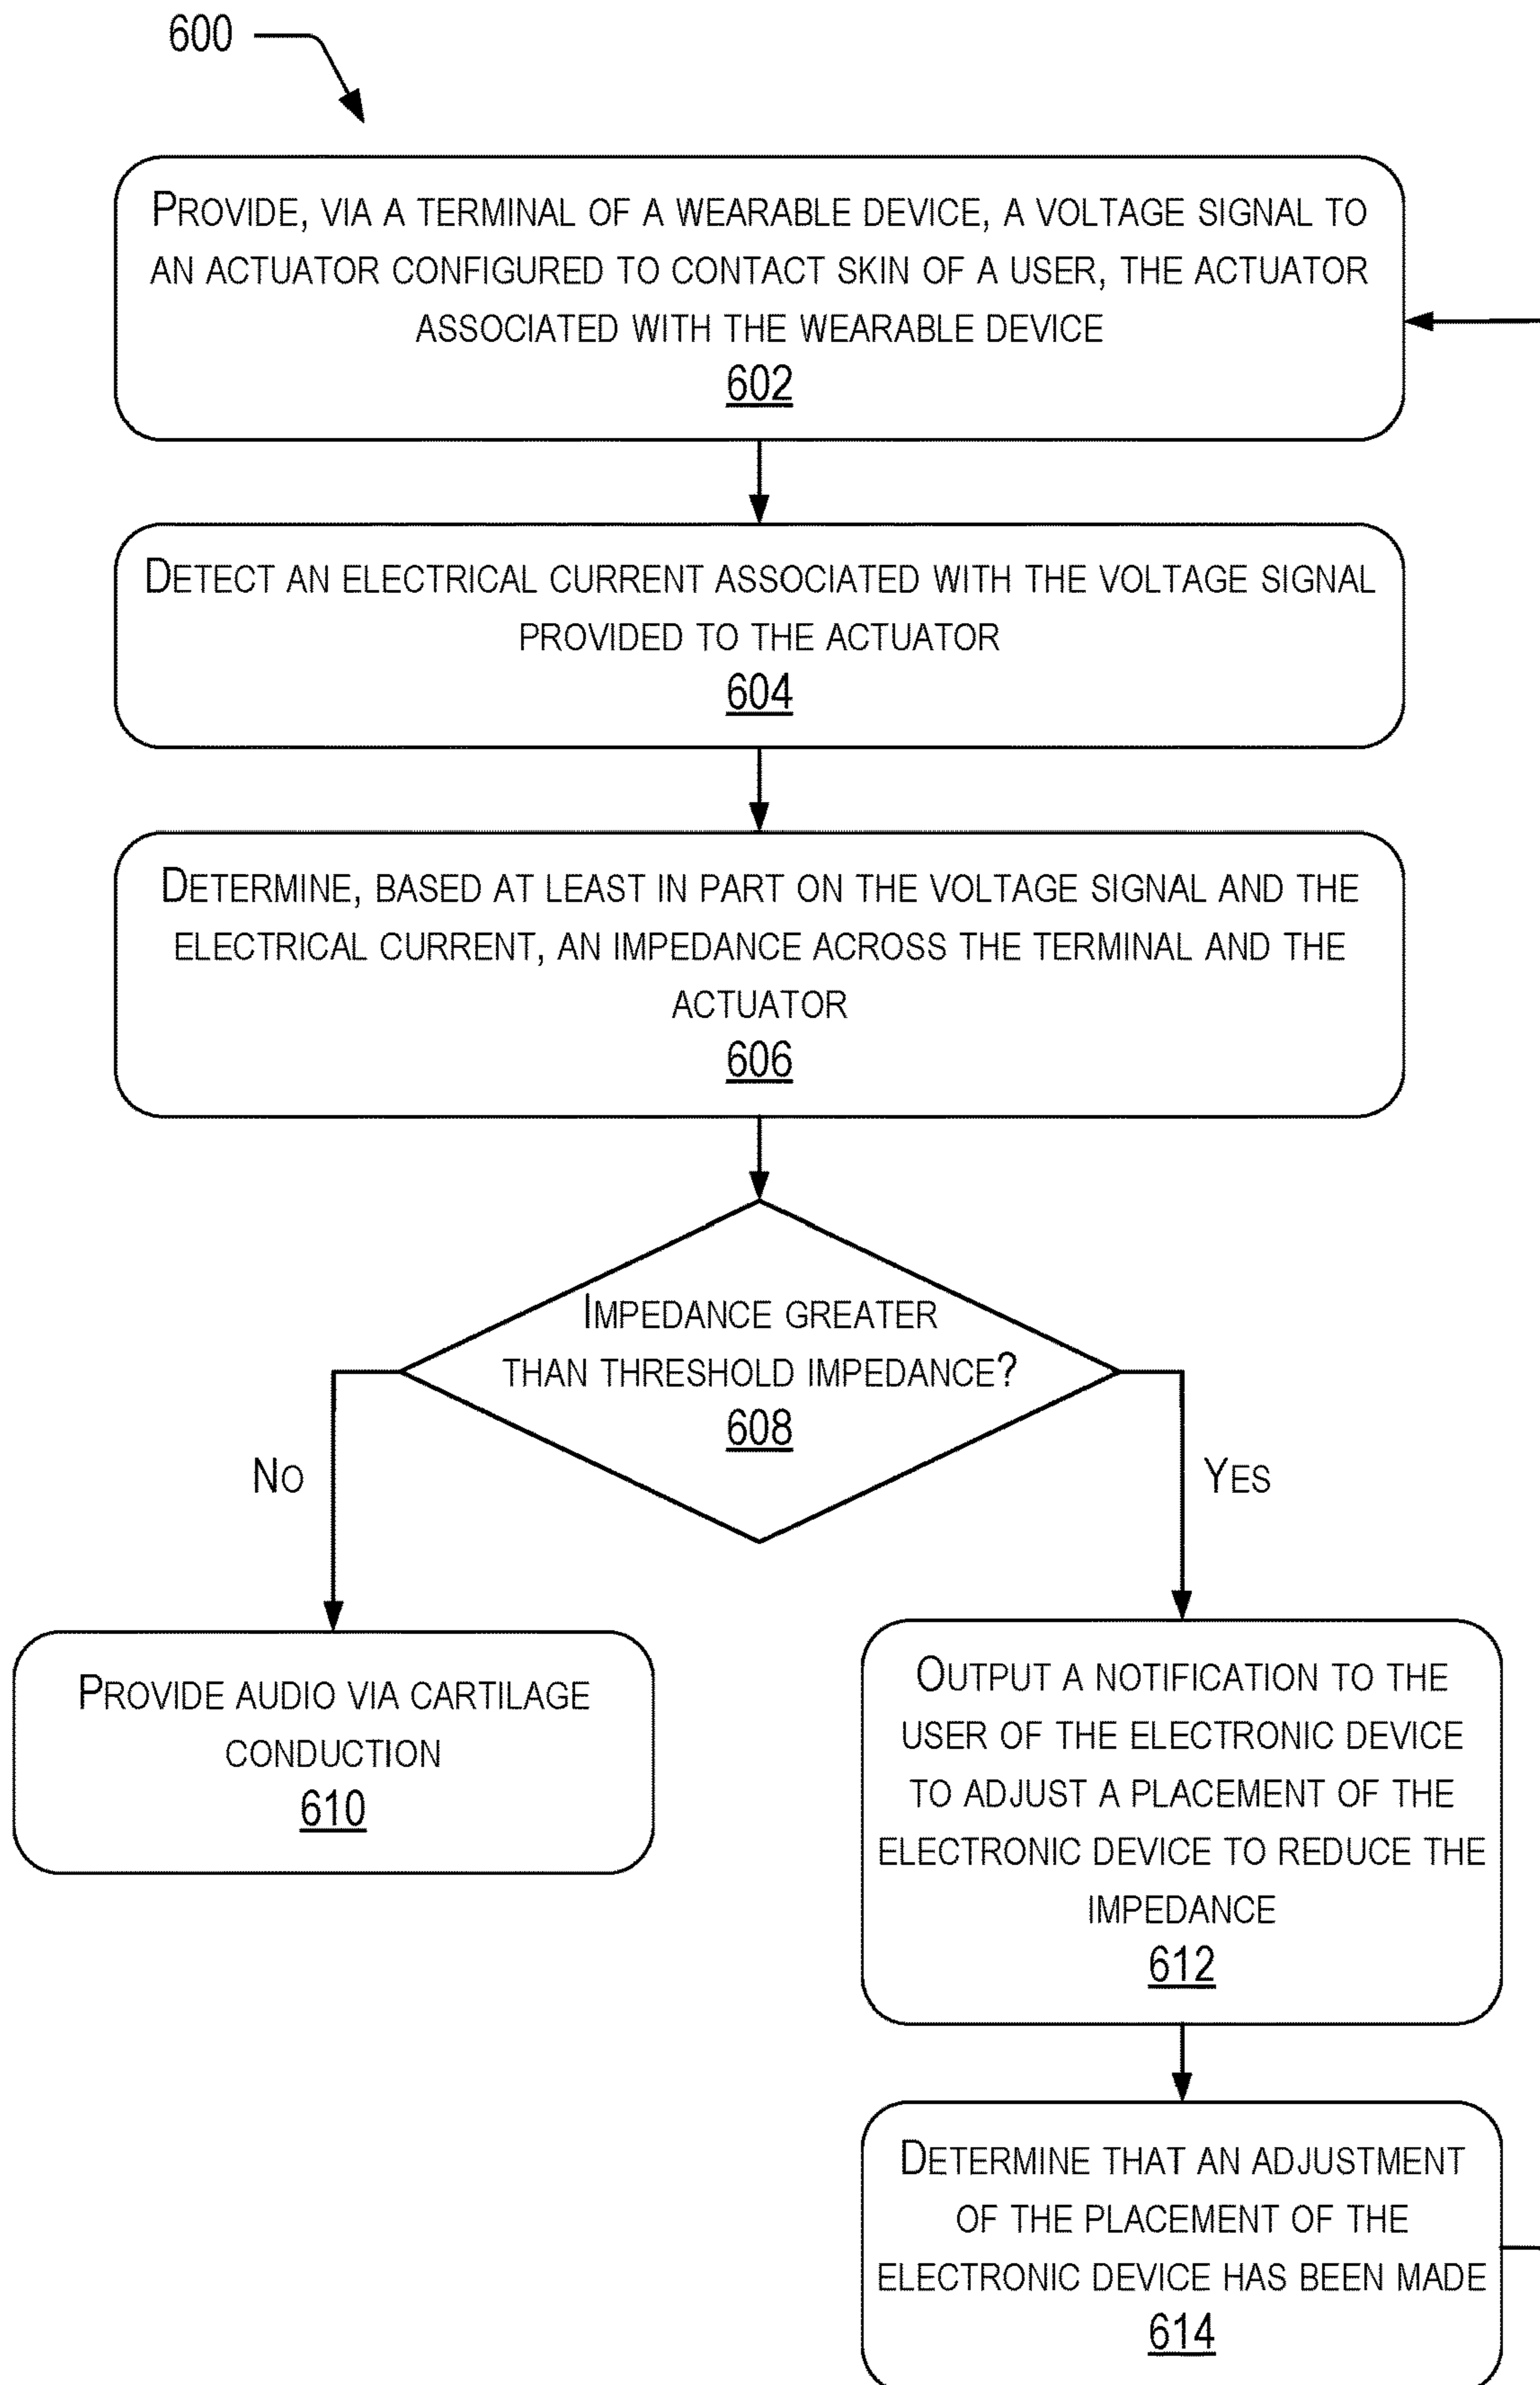 600
PROVIDE, VIA A TERMINAL OF A WEARABLE DEVICE, A VOLTAGE SIGNAL TO
AN ACTUATOR CONFIGURED TO CONTACT SKIN OF A USER, THE ACTUATOR
ASSOCIATED WITH THE WEARABLE DEVICE
602
DETECT AN ELECTRICAL CURRENT ASSOCIATED WITH THE VOLTAGE SIGNAL
PROVIDED TO THE ACTUATOR
604
DETERMINE, BASED AT LEAST IN PART ON THE VOLTAGE SIGNAL AND THE
ELECTRICAL CURRENT, AN IMPEDANCE ACROSS THE TERMINAL AND THE
ACTUATOR
606
IMPEDANCE GREATER
THAN THRESHOLD IMPEDANCE?
608
NO
YES
PROVIDE AUDIO VIA CARTILAGE
CONDUCTION
610
OUTPUT A NOTIFICATION TO THE
USER OF THE ELECTRONIC DEVICE
TO ADJUST A PLACEMENT OF THE
ELECTRONIC DEVICE TO REDUCE THE
IMPEDANCE
612
DETERMINE THAT AN ADJUSTMENT
OF THE PLACEMENT OF THE
ELECTRONIC DEVICE HAS BEEN MADE
614